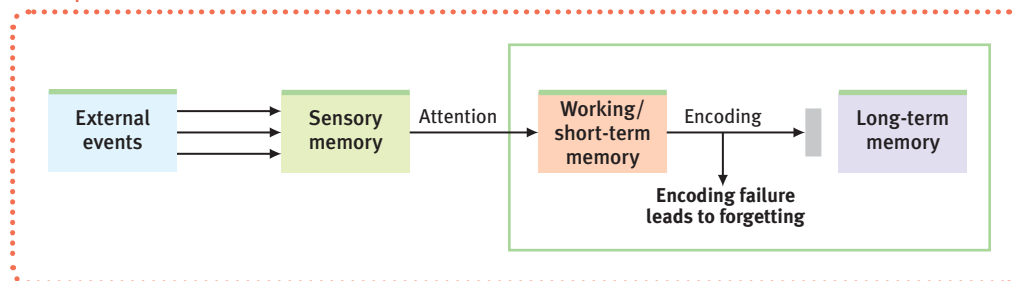 External
events
Sensory
memory
Attention
Working/
short-term
memory
Encoding
Long-term
memory
Encoding failure
leads to forgetting